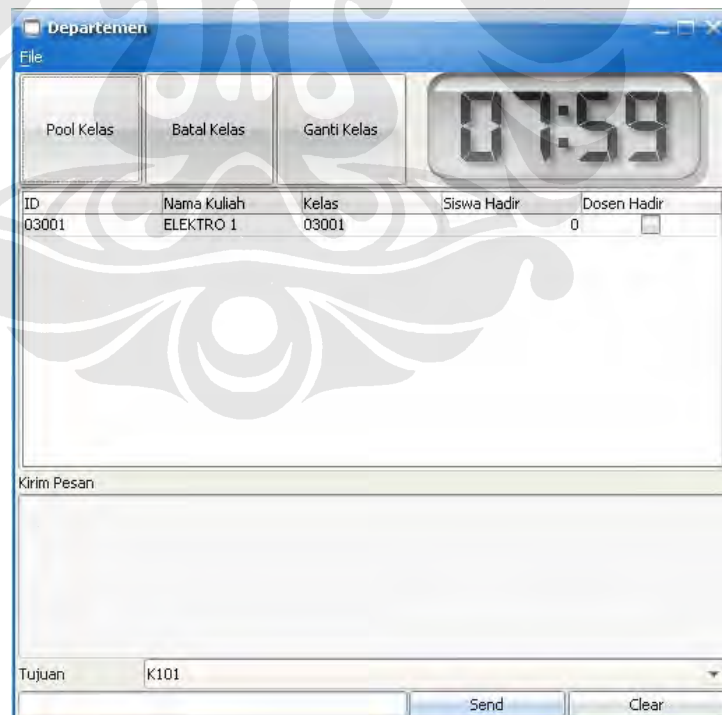 Departemen
File
Pool Kelas Batal Kelas Ganti Kelas 07:59
ID Nama Kuliah Kelas Siswa Hadir Dosen Hadir
03001 ELEKTRO 1 03001 0
Kirim Pesan
Tujuan K101
Send Clear